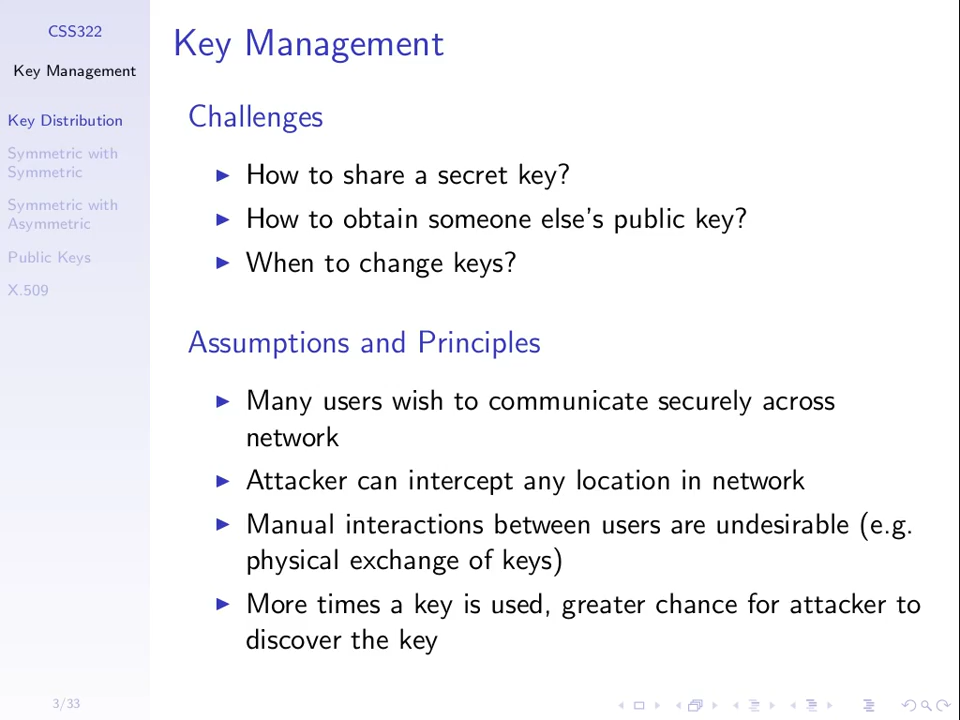 CSS322
Key Management
Key Distribution
Symmetric with
Symmetric
Symmetric with
Asymmetric
Public Keys
X.509
3/33
Key Management
Challenges
How to share a secret key?
How to obtain someone else's public key?
When to change keys?
Assumptions and Principles
Many users wish to communicate securely across
network
Attacker can intercept any location in network
Manual interactions between users are undesirable (e.g.
physical exchange of keys)
More times a key is used, greater chance for attacker to
discover the key